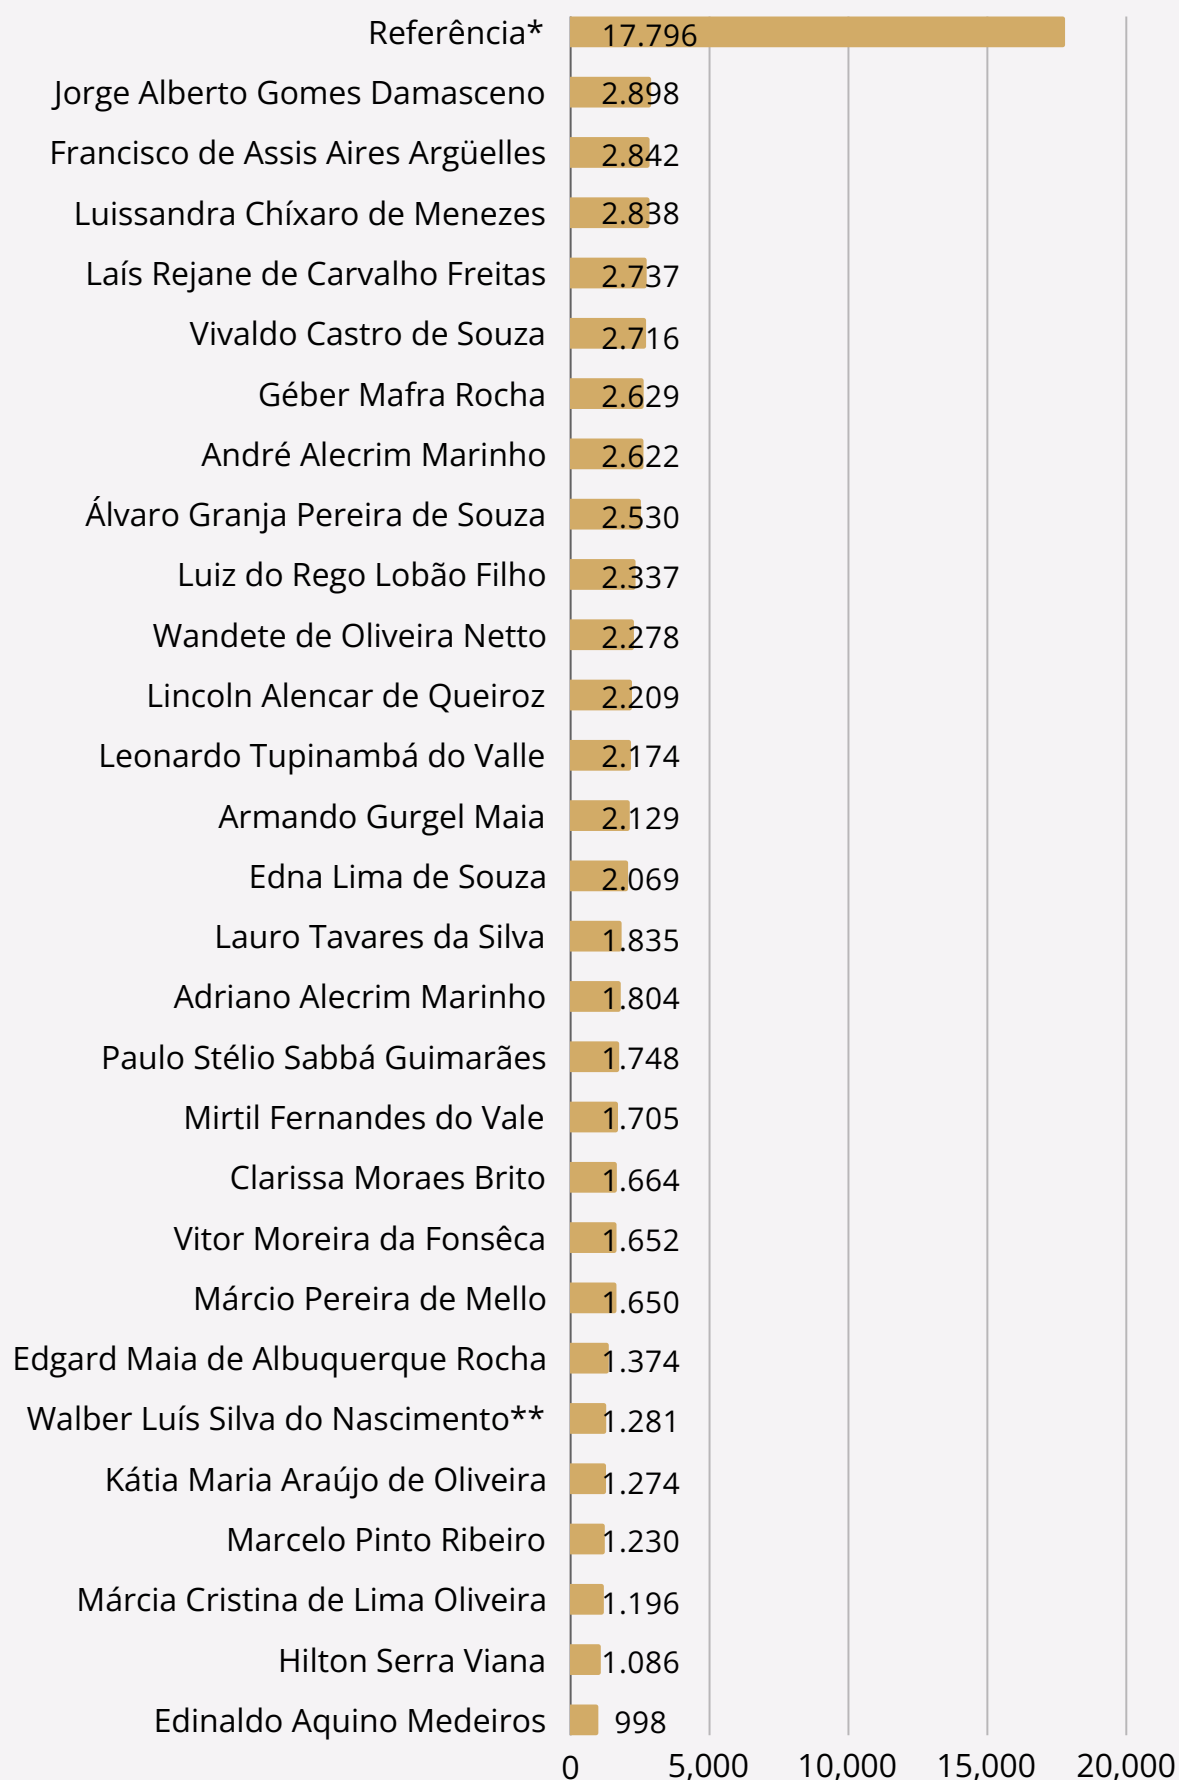 Referência* 17.796
Jorge Alberto Gomes Damasceno 2.898
Francisco de Assis Aires Argüelles 2.842
Luissandra Chíxaro de Menezes 2.838
Laís Rejane de Carvalho Freitas 2.737
Vivaldo Castro de Souza 2.716
Géber Mafra Rocha 2.629
André Alecrim Marinho 2.622
Álvaro Granja Pereira de Souza 2.530
Luiz do Rego Lobão Filho 2.337
Wandete de Oliveira Netto 2.278
Lincoln Alencar de Queiroz 2.209
Leonardo Tupinambá do Valle 2.174
Armando Gurgel Maia 2.129
Edna Lima de Souza 2.069
Lauro Tavares da Silva 1.835
Adriano Alecrim Marinho 1.804
Paulo Stélio Sabbá Guimarães 1.748
Mirtil Fernandes do Vale 1.705
Clarissa Moraes Brito 1.664
Vitor Moreira da Fonsêca 1.652
Márcio Pereira de Mello 1.650
Edgard Maia de Albuquerque Rocha 1.374
Walber Luís Silva do Nascimento** 1.281
Kátia Maria Araújo de Oliveira 1.274
Marcelo Pinto Ribeiro 1.230
Márcia Cristina de Lima Oliveira 1.196
Hilton Serra Viana 1.086
Edinaldo Aquino Medeiros 998
0 5,000 10,000 15,000 20,000